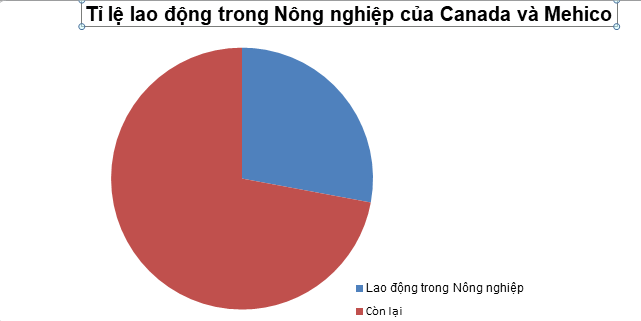 Tỉ lệ lao động trong Nông nghiệp của Canada và Mehico
Lao động trong Nông nghiệp
Còn lại